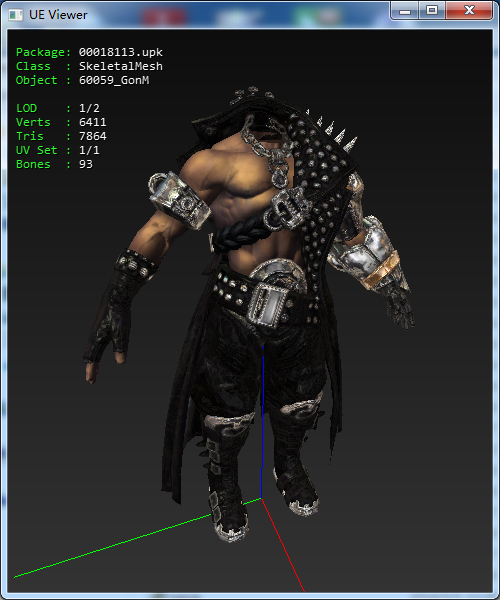 UE Viewer
Package: 00018113.upk
Class : SkeletalMesh
Object : 60059_GonM
LOD : 1/2
Verts : 6411
Tris : 7864
UV Set : 1/1
Bones : 93